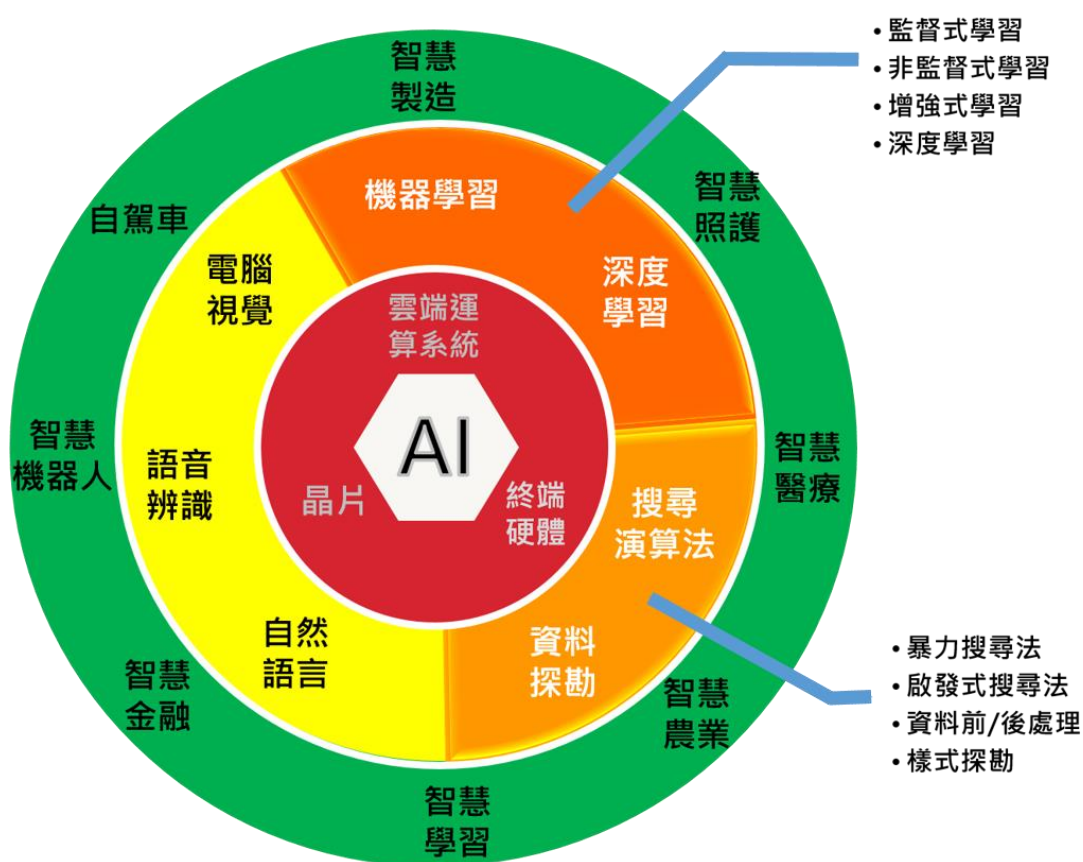 • 監督式學習
• 非監督式學習
• 增強式學習
• 深度學習
智慧
製造
機器學習
智慧
照護
自駕車
電腦
視覺
深度
學習
雲端運
算系統
AI
智慧
機器人
語音
辨識
晶片
終端
硬體
搜尋
演算法
智慧
醫療
自然
語言
資料
探勘
智慧
金融
智慧
農業
智慧
學習
• 暴力搜尋法
• 啟發式搜尋法
• 資料前/後處理
• 樣式探勘